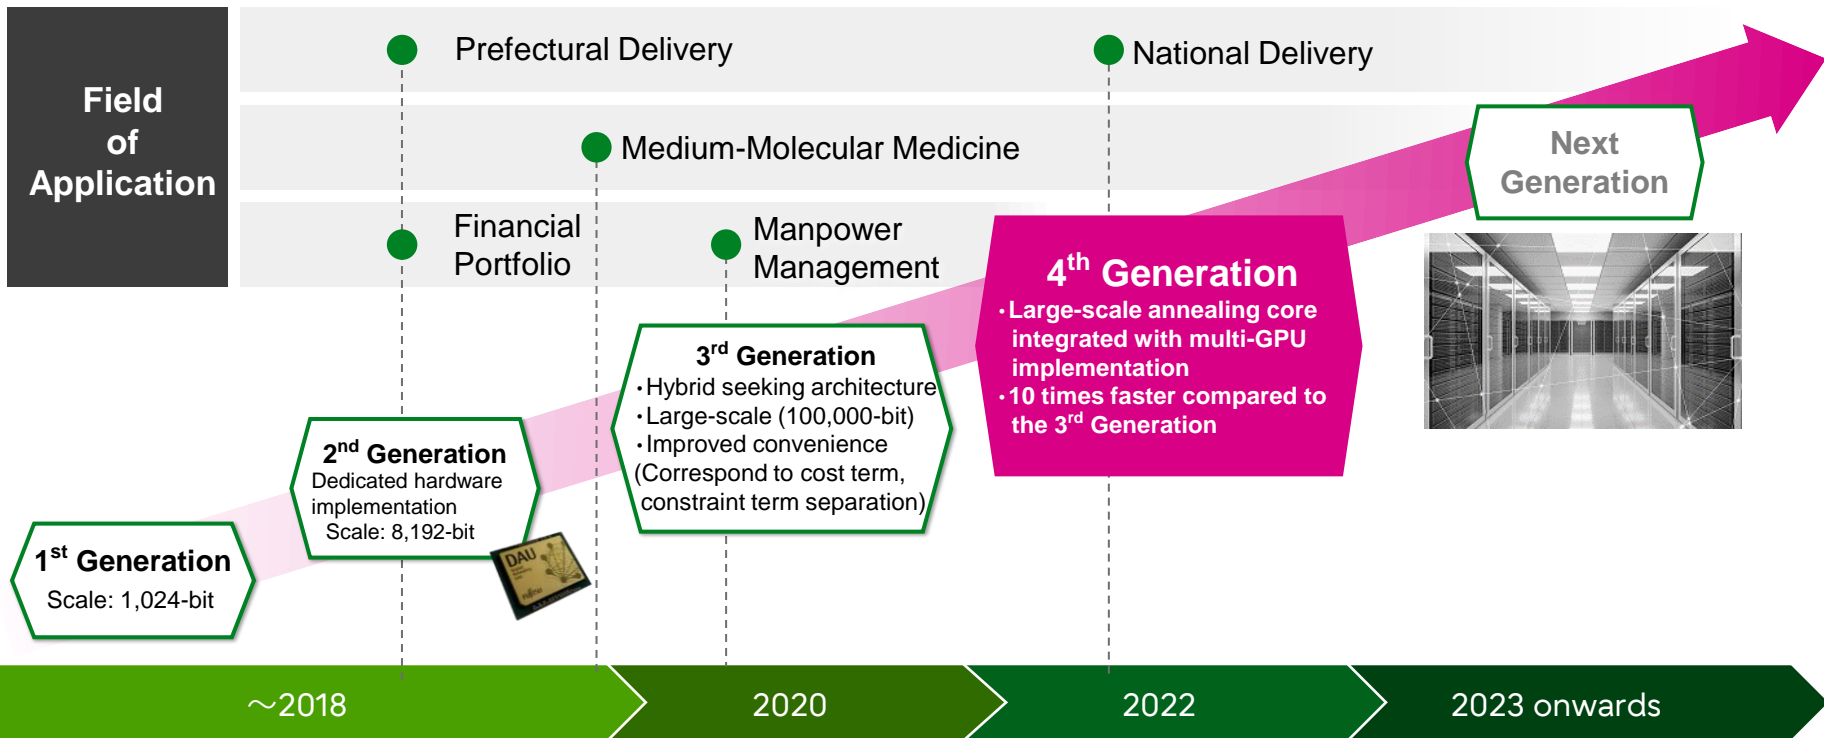 Field
of
Application
Prefectural Delivery
National Delivery
Medium-Molecular Medicine
Financial
Portfolio
Manpower
Management
Next
Generation
4th Generation
・Large-scale annealing core
integrated with multi-GPU
implementation
・10 times faster compared to
the 3rd Generation
3rd Generation
・Hybrid seeking architecture
・Large-scale (100,000-bit)
・Improved convenience
(Correspond to cost term,
constraint term separation)
2nd Generation
Dedicated hardware
implementation
Scale: 8,192-bit
DAU
FUJITSU
1st Generation
Scale: 1,024-bit
～2018
2020
2022
2023 onwards